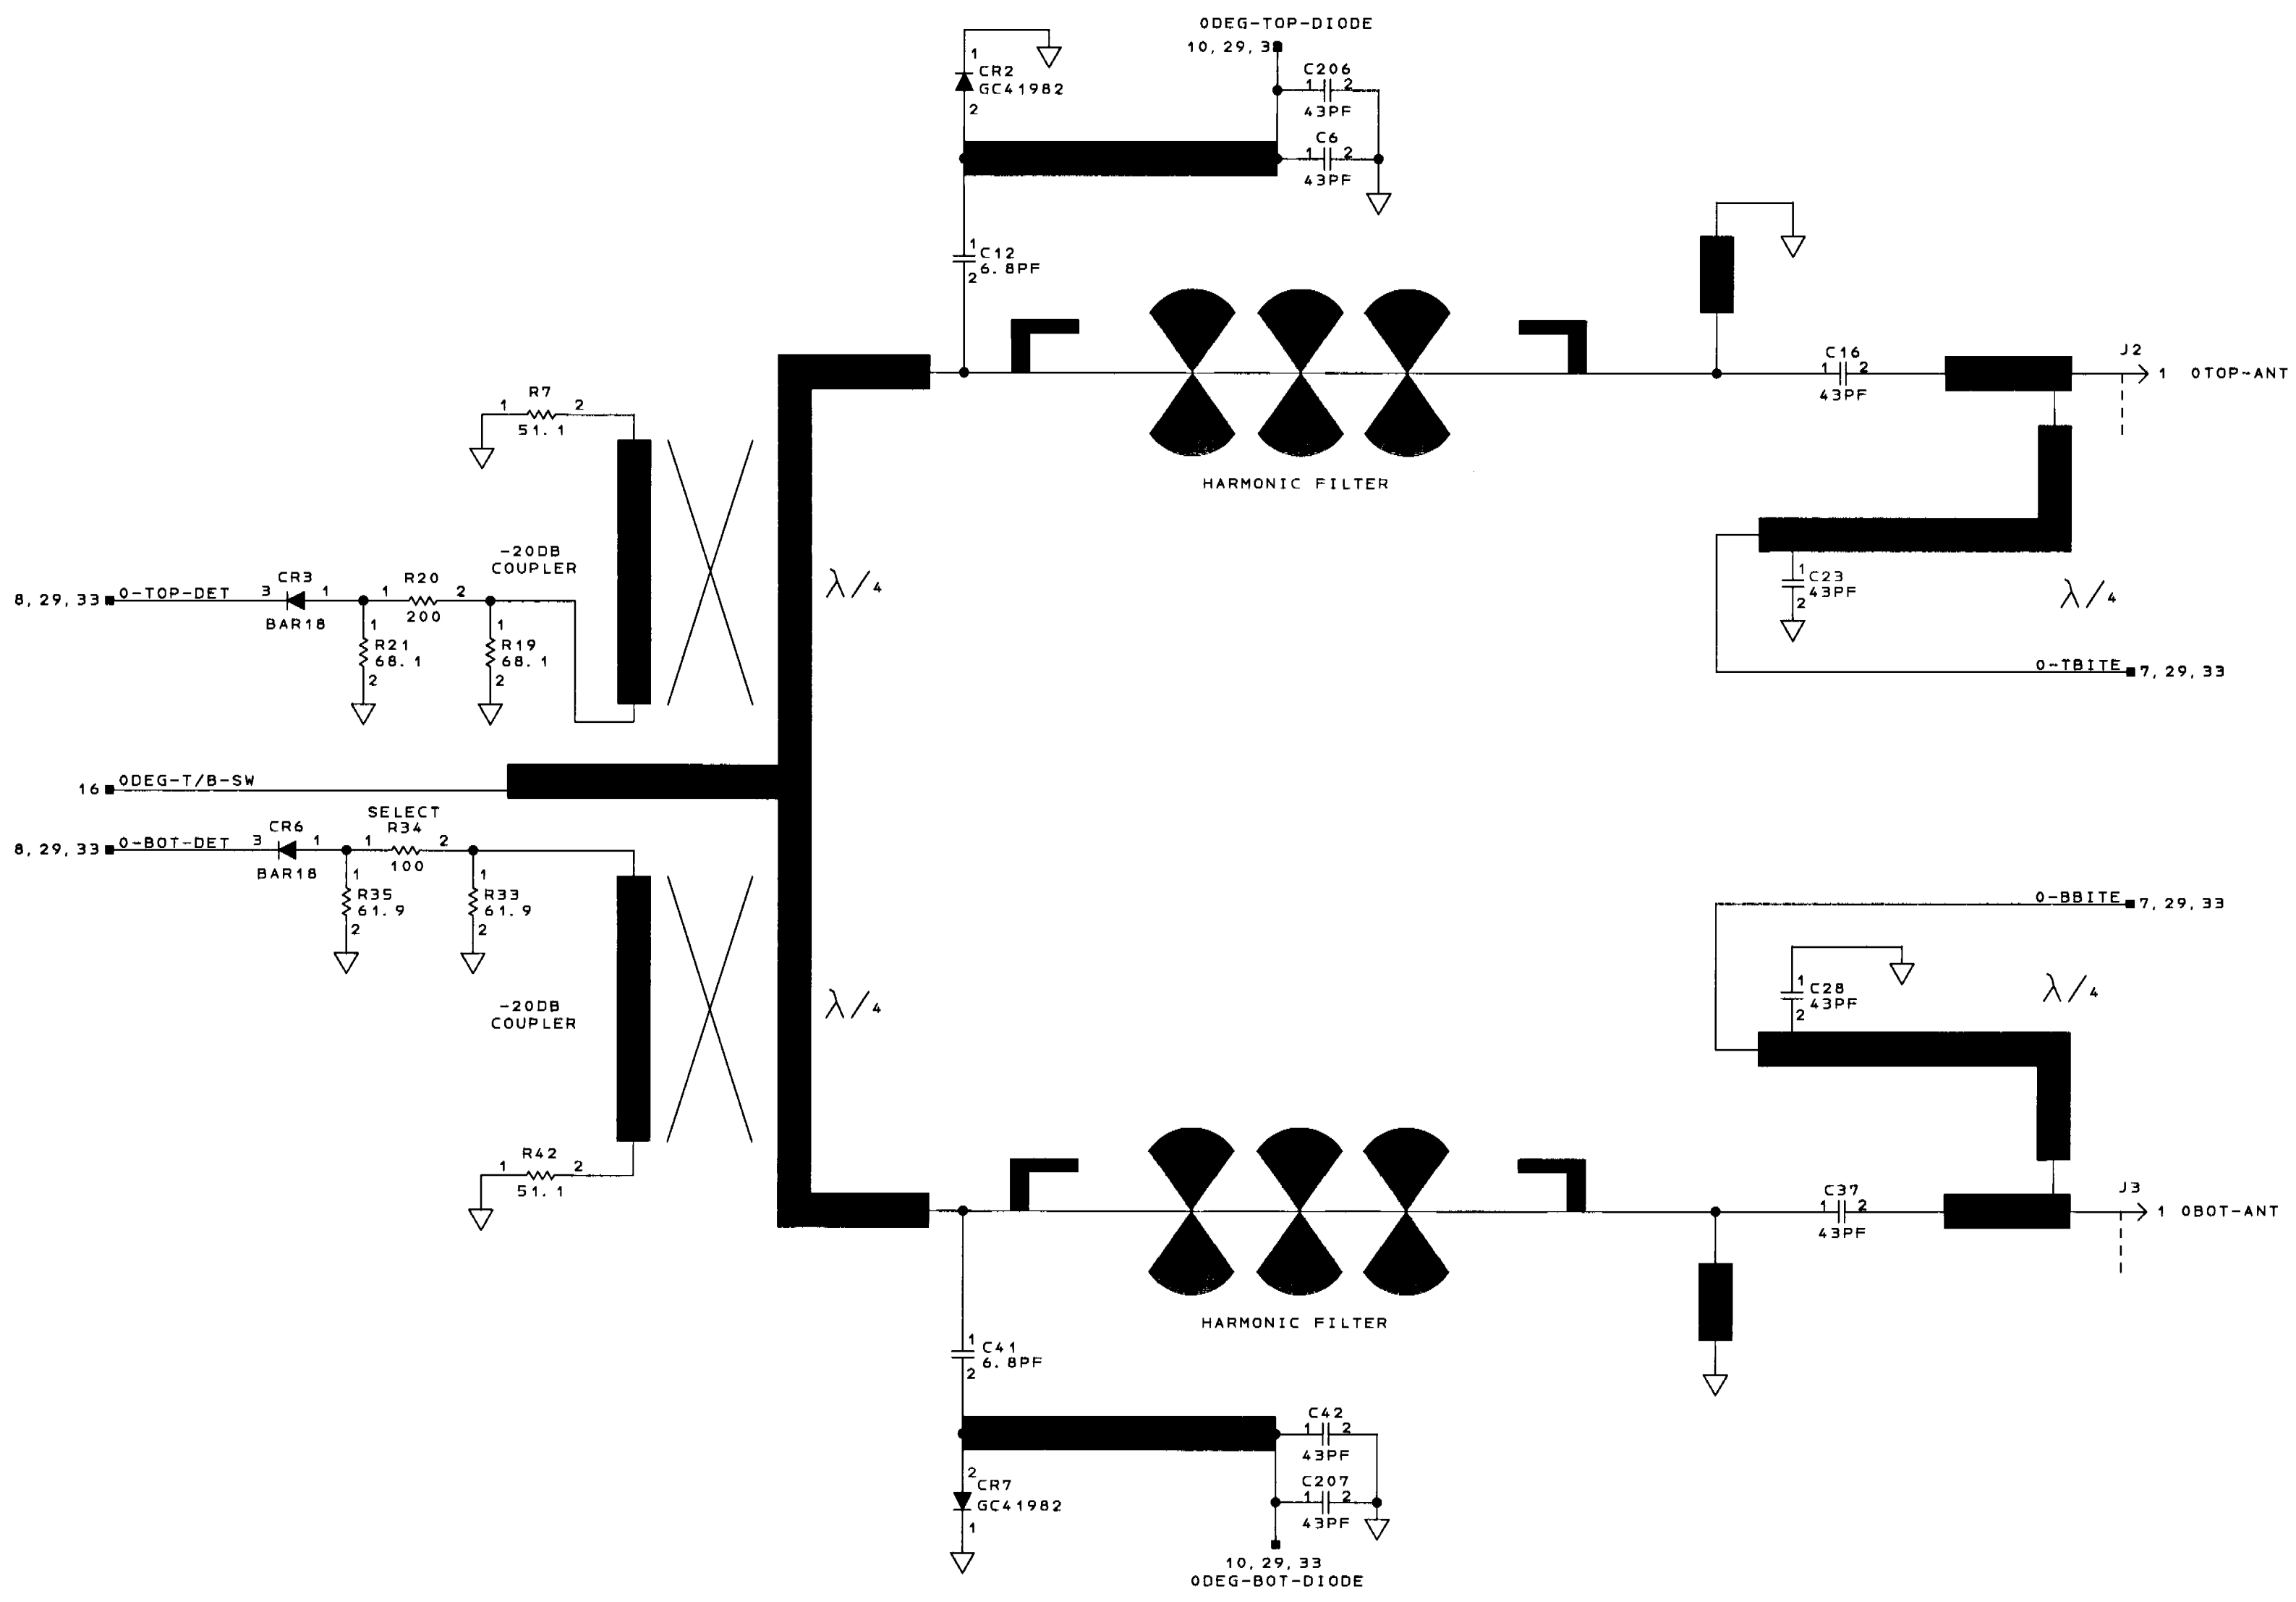 0DEG-TOP-DIODE
10, 29, 3
1
CR2
GC41982
2
C206
1 2
43PF
C6
1 2
43PF
1
C12
6.8PF
2
HARMONIC FILTER
C16
1 2
43PF
J2
1 0TOP-ANT
R7
1 2
51.1
-20DB
COUPLER
λ/4
8, 29, 33 0-TOP-DET
CR3
3 1
BAR18
R20
1 2
200
1
R21
68.1
2
1
R19
68.1
2
1
C23
43PF
2
λ/4
0-TBITE 7, 29, 33
16 0DEG-T/B-SW
8, 29, 33 0-BOT-DET
CR6
3 1
BAR18
SELECT
R34
1 2
100
1
R35
61.9
2
1
R33
61.9
2
-20DB
COUPLER
λ/4
R42
1 2
51.1
0-BBITE 7, 29, 33
1
C28
43PF
2
λ/4
HARMONIC FILTER
C37
1 2
43PF
J3
1 0BOT-ANT
1
C41
6.8PF
2
C42
1 2
43PF
2
CR7
GC41982
1
C207
1 2
43PF
10, 29, 33
0DEG-BOT-DIODE